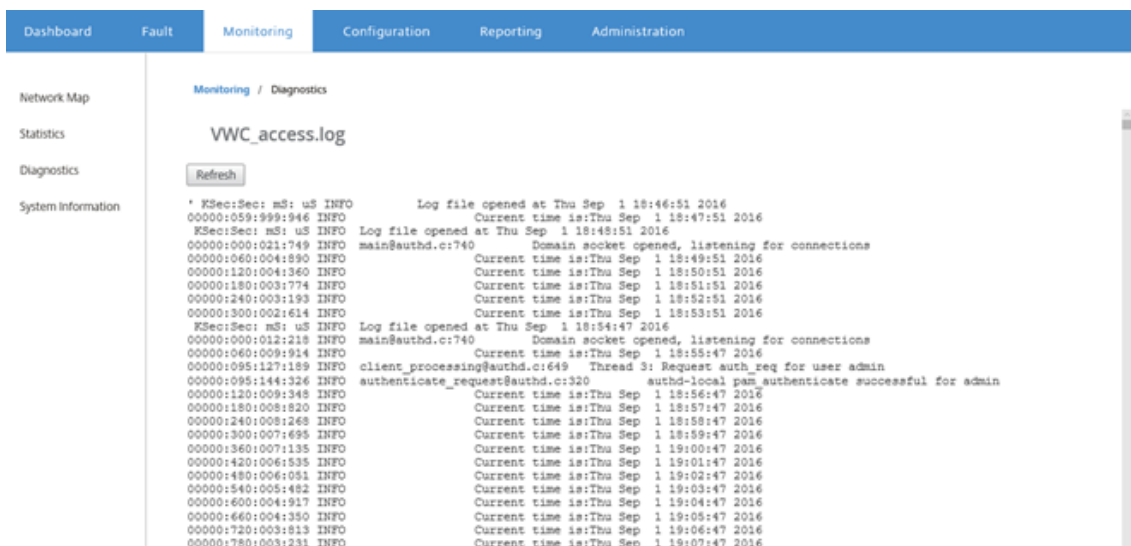 Dashboard Fault Monitoring Configuration Reporting Administration
Network Map
Statistics
Diagnostics
System Information
Monitoring / Diagnostics
VWC_access.log
Refresh
' KSec:Sec: mS: uS INFO Log file opened at Thu Sep 1 18:46:51 2016
00000:059:999:946 INFO Current time is:Thu Sep 1 18:47:51 2016
KSec:Sec: mS: uS INFO Log file opened at Thu Sep 1 18:48:51 2016
00000:000:021:749 INFO main@authd.c:740 Domain socket opened, listening for connections
00000:060:004:890 INFO Current time is:Thu Sep 1 18:49:51 2016
00000:120:004:360 INFO Current time is:Thu Sep 1 18:50:51 2016
00000:180:003:774 INFO Current time is:Thu Sep 1 18:51:51 2016
00000:240:003:193 INFO Current time is:Thu Sep 1 18:52:51 2016
00000:300:002:614 INFO Current time is:Thu Sep 1 18:53:51 2016
KSec:Sec: mS: uS INFO Log file opened at Thu Sep 1 18:54:47 2016
00000:000:012:218 INFO main@authd.c:740 Domain socket opened, listening for connections
00000:060:009:914 INFO Current time is:Thu Sep 1 18:55:47 2016
00000:095:127:189 INFO client_processing@authd.c:649 Thread 3: Request auth_req for user admin
00000:095:144:326 INFO authenticate_request@authd.c:320 authd-local pam_authenticate successful for admin
00000:120:009:348 INFO Current time is:Thu Sep 1 18:56:47 2016
00000:180:008:820 INFO Current time is:Thu Sep 1 18:57:47 2016
00000:240:008:268 INFO Current time is:Thu Sep 1 18:58:47 2016
00000:300:007:695 INFO Current time is:Thu Sep 1 18:59:47 2016
00000:360:007:135 INFO Current time is:Thu Sep 1 19:00:47 2016
00000:420:006:535 INFO Current time is:Thu Sep 1 19:01:47 2016
00000:480:006:051 INFO Current time is:Thu Sep 1 19:02:47 2016
00000:540:005:482 INFO Current time is:Thu Sep 1 19:03:47 2016
00000:600:004:917 INFO Current time is:Thu Sep 1 19:04:47 2016
00000:660:004:350 INFO Current time is:Thu Sep 1 19:05:47 2016
00000:720:003:813 INFO Current time is:Thu Sep 1 19:06:47 2016
00000:780:003:231 INFO Current time is:Thu Sep 1 19:07:47 2016